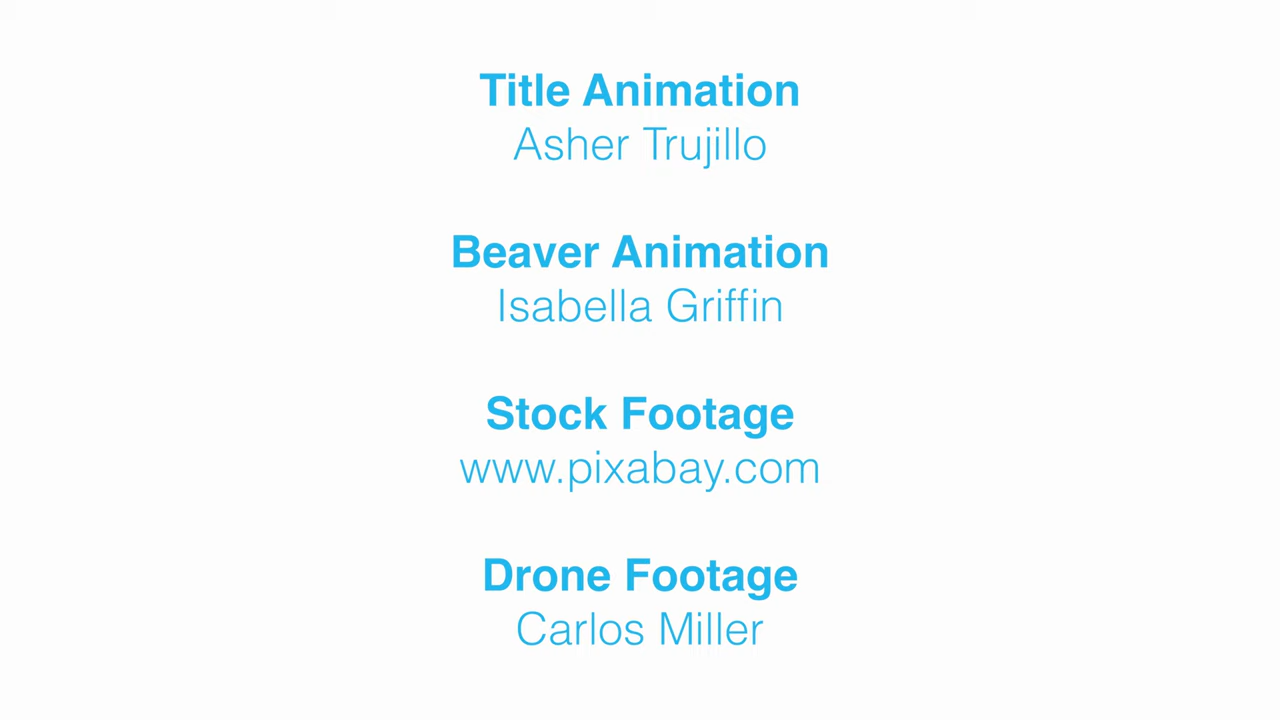 Title Animation
Asher Trujillo
Beaver Animation
Isabella Griffin
Stock Footage
www.pixabay.com
Drone Footage
Carlos Miller